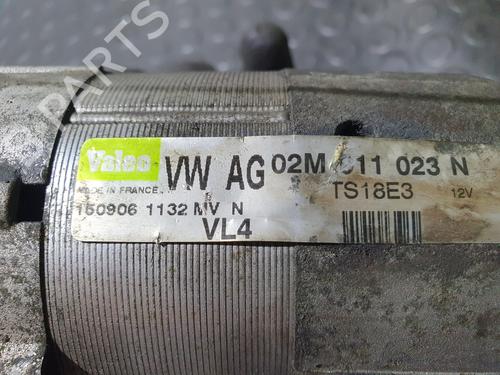 Valeo VW AG 02M 911 023 N
MADE IN FRANCE TS18E3 12V
150906 1132 MV N
VL4
B-PARTS